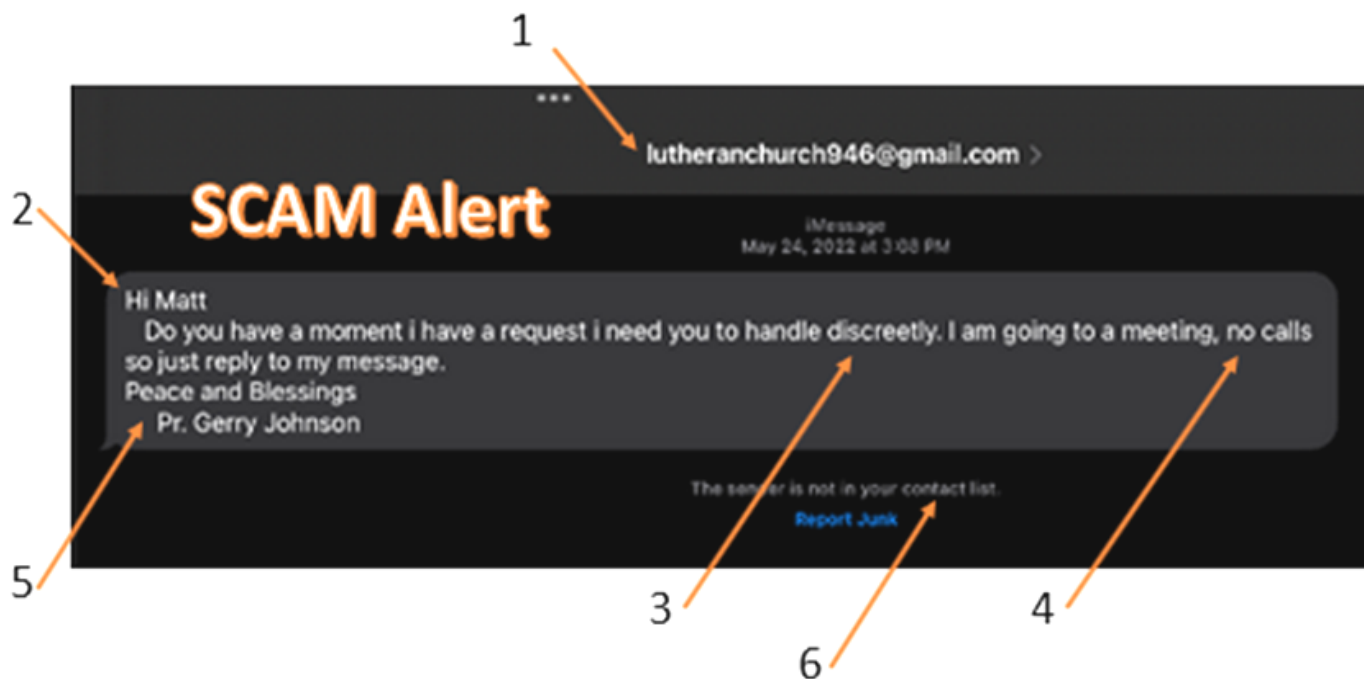 1
lutheranchurch946@gmail.com >
SCAM Alert
2
iMessage
May 24, 2022 at 3:08 PM
Hi Matt
Do you have a moment i have a request i need you to handle discreetly. I am going to a meeting, no calls
so just reply to my message.
Peace and Blessings
Pr. Gerry Johnson
The sender is not in your contact list.
Report Junk
5
3
4
6